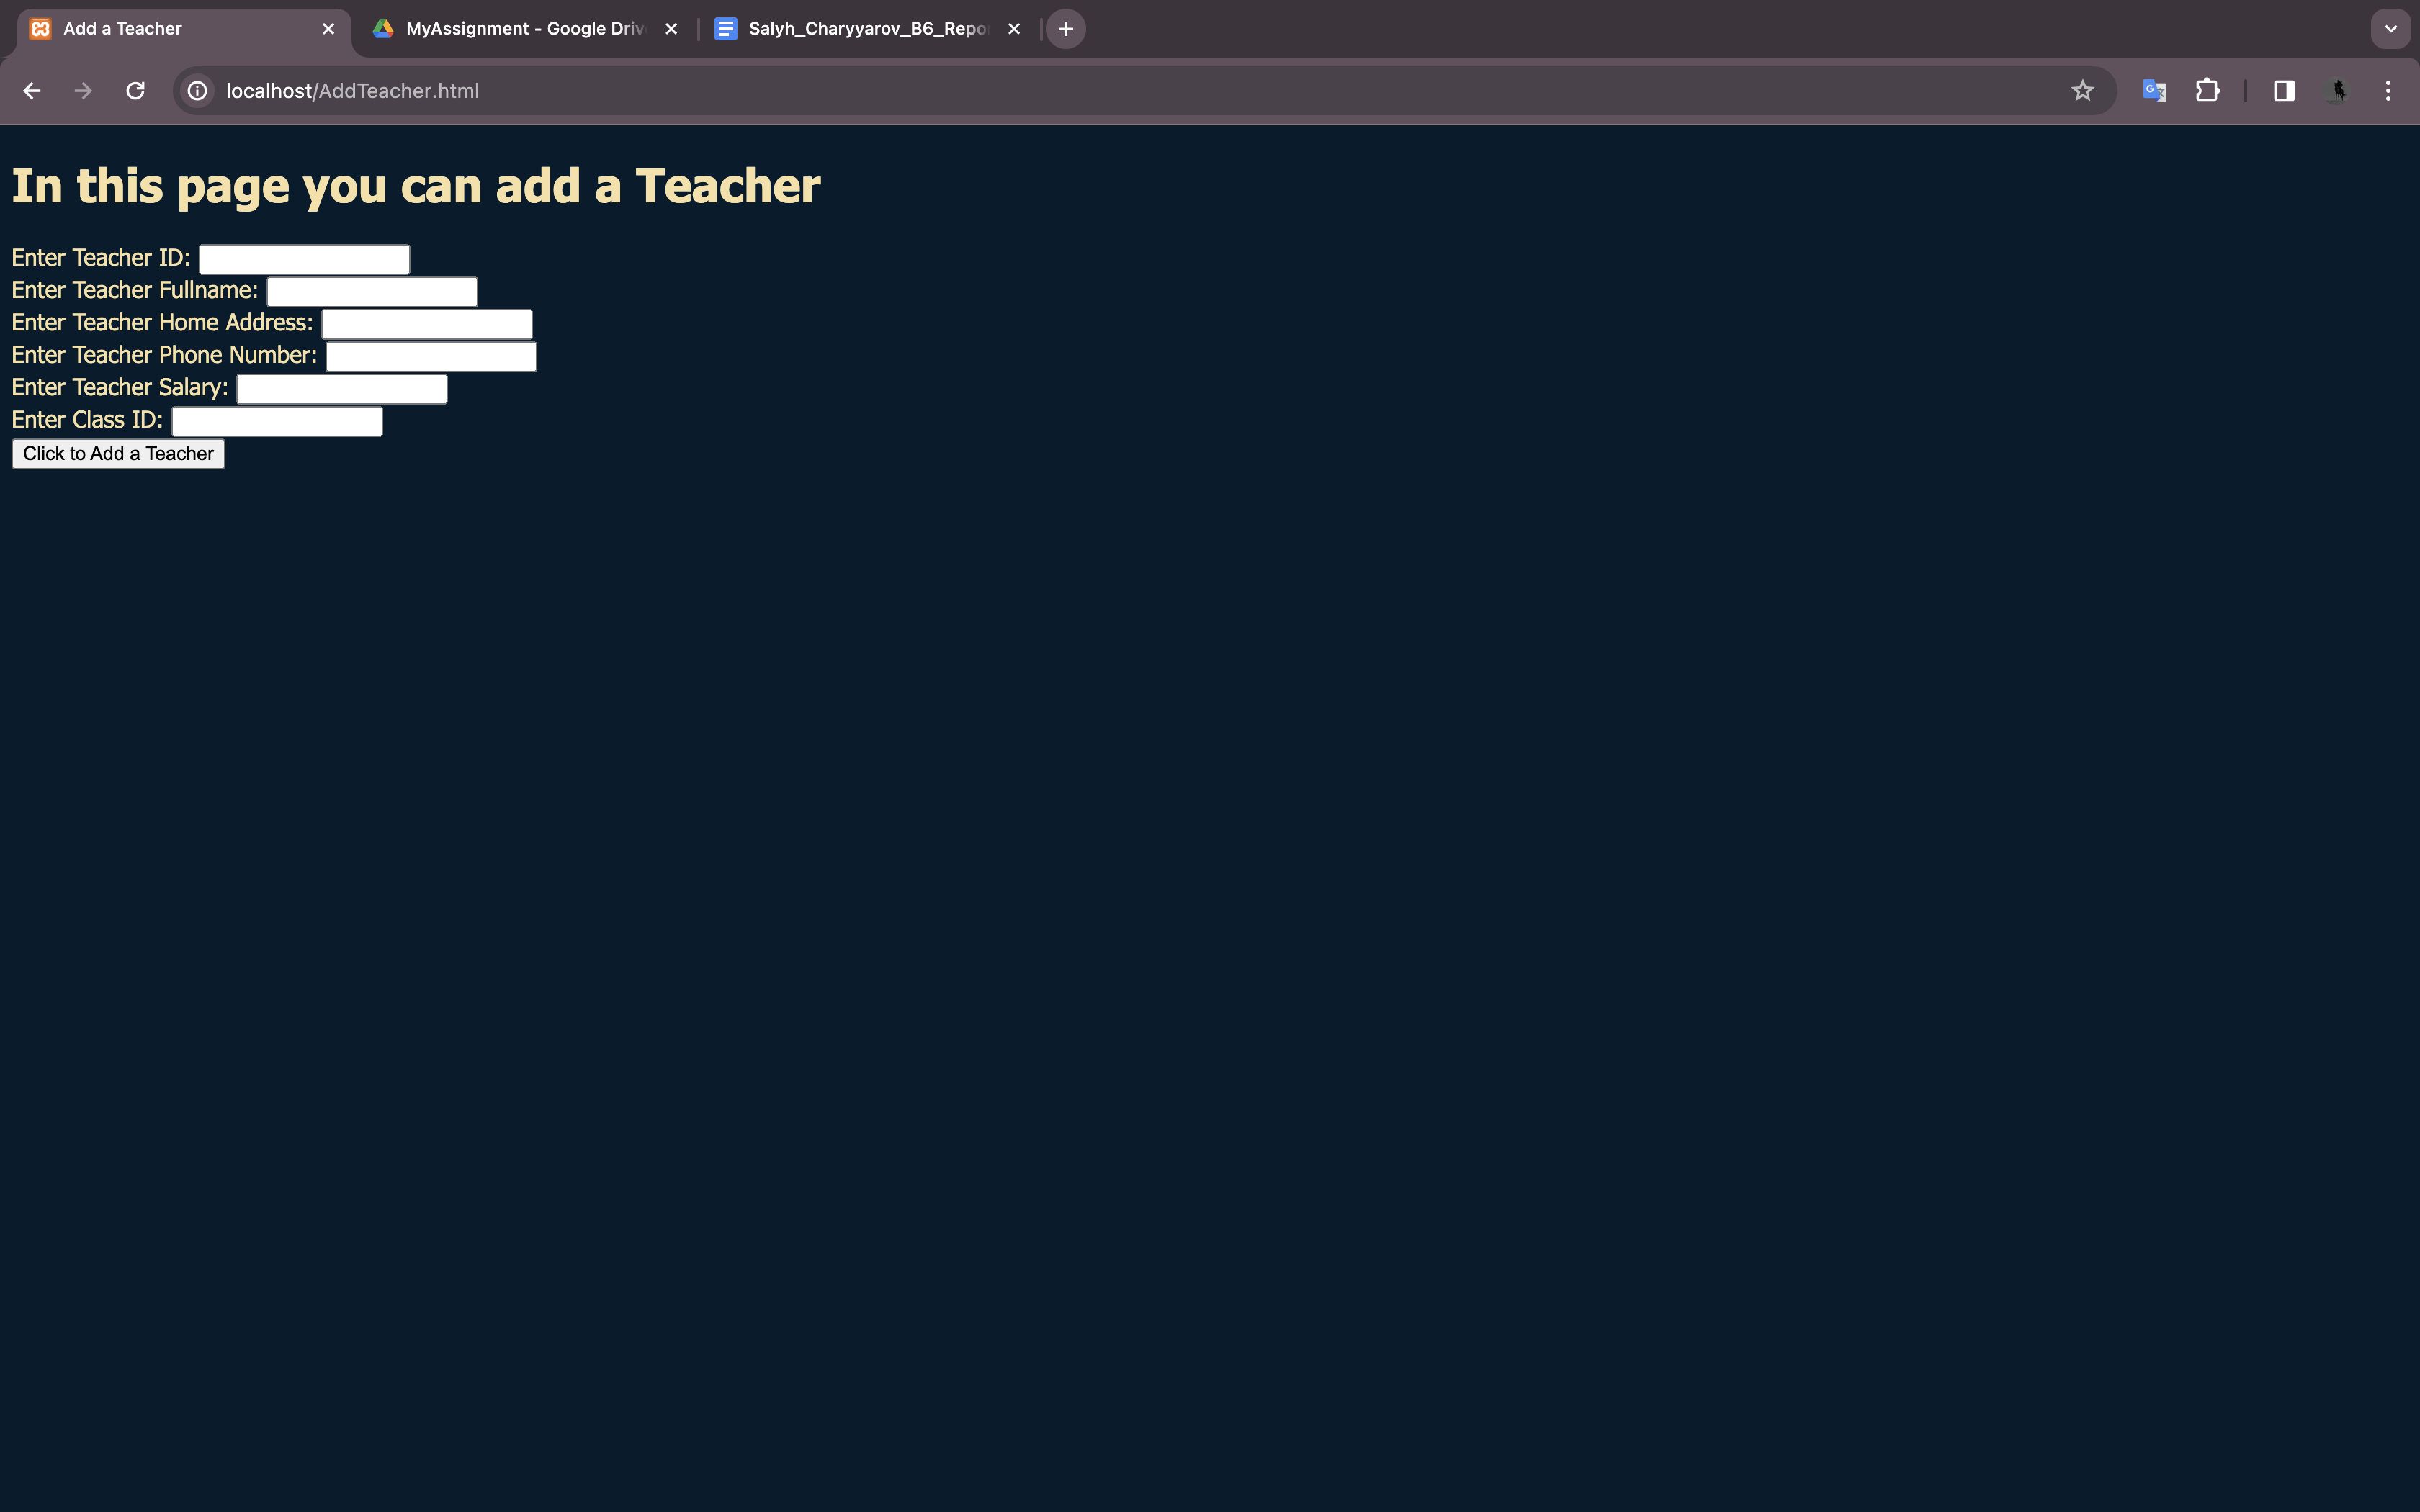 Add a Teacher
MyAssignment - Google Driv
Salyh_Charyyarov_B6_Repo
localhost/AddTeacher.html
In this page you can add a Teacher
Enter Teacher ID:
Enter Teacher Fullname:
Enter Teacher Home Address:
Enter Teacher Phone Number:
Enter Teacher Salary:
Enter Class ID:
Click to Add a Teacher